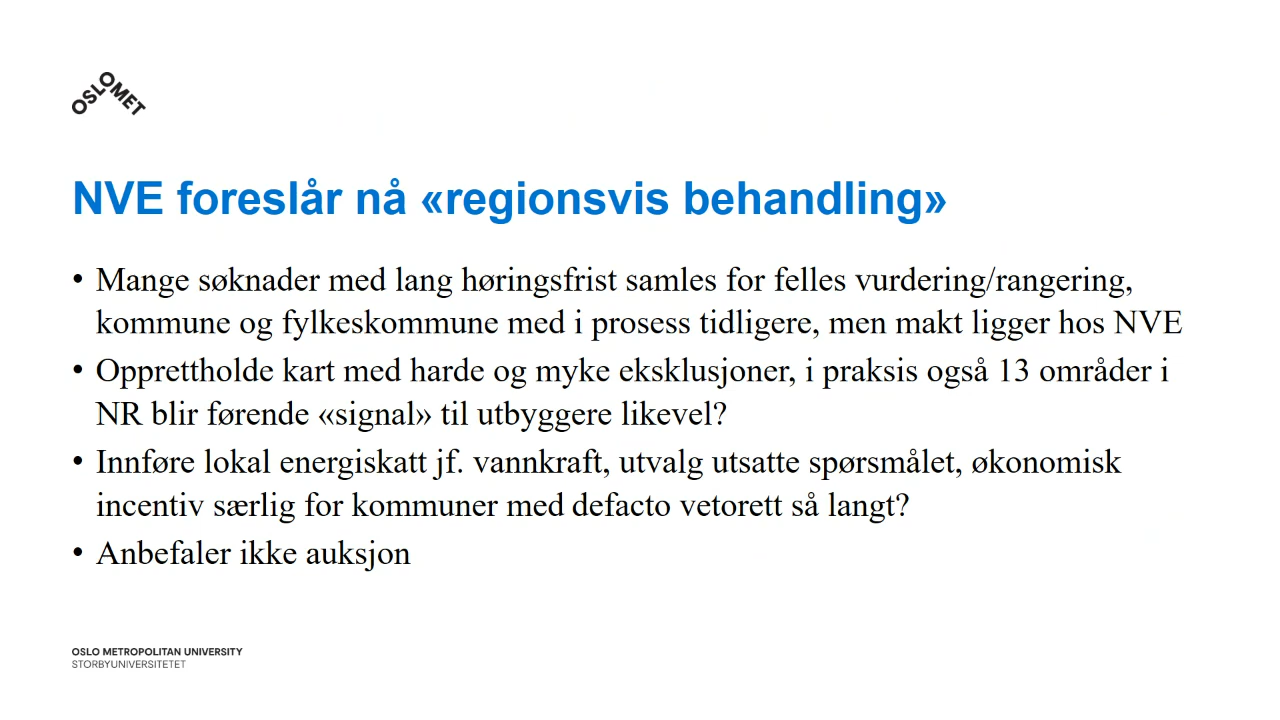 OSLOMET
NVE foreslår nå «regionsvis behandling»
• Mange søknader med lang høringsfrist samles for felles vurdering/rangering,
kommune og fylkeskommune med i prosess tidligere, men makt ligger hos NVE
• Opprettholde kart med harde og myke eksklusjoner, i praksis også 13 områder i
NR blir førende «signal» til utbyggere likevel?
• Innføre lokal energiskatt jf. vannkraft, utvalg utsatte spørsmålet, økonomisk
incentiv særlig for kommuner med defacto vetorett så langt?
• Anbefaler ikke auksjon
OSLO METROPOLITAN UNIVERSITY
STORBYUNIVERSITETET